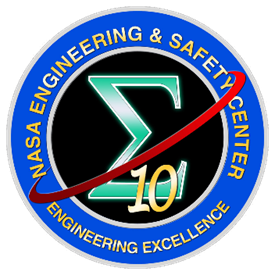 NASA ENGINEERING & SAFETY CENTER
Σ
10
ENGINEERING EXCELLENCE